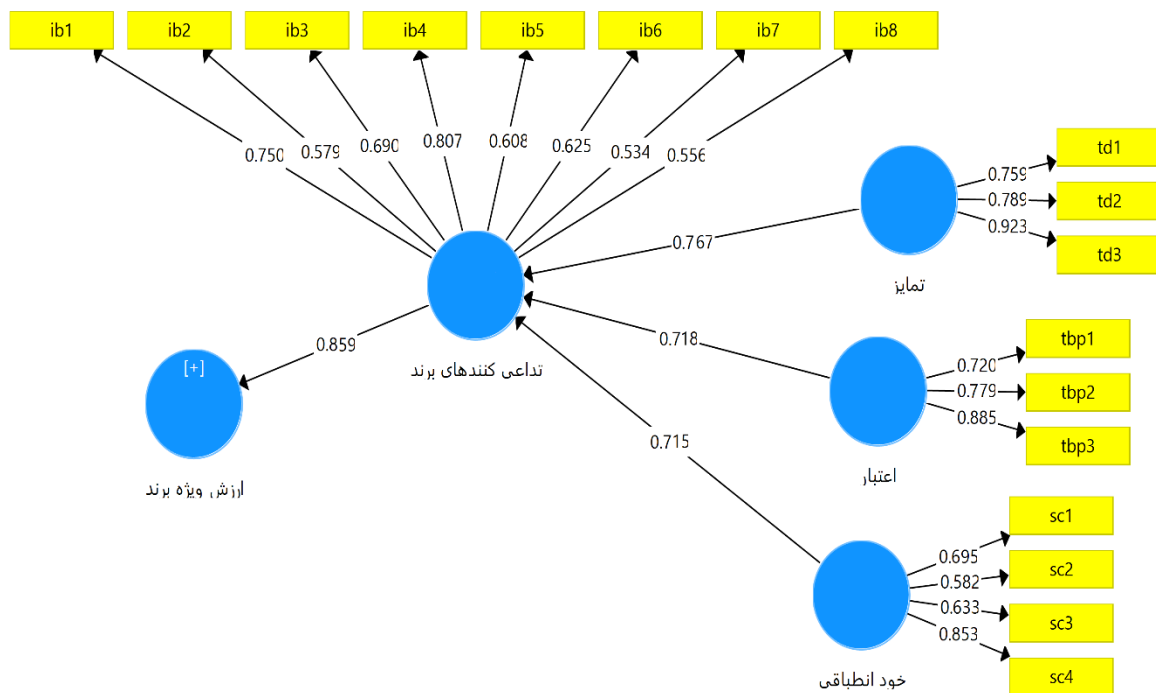 ib1
ib2
ib3
ib4
ib5
ib6
ib7
ib8
0.750
0.579
0.690
0.807
0.608
0.625
0.534
0.556
td1
0.759
td2
0.789
td3
0.923
0.767
تمایز
0.859
[+]
تداعی کنندهای برند
ارزش ویژه برند
0.718
tbp1
0.720
tbp2
0.779
tbp3
0.885
اعتبار
0.715
sc1
0.695
sc2
0.582
sc3
0.633
sc4
0.853
خود انطباقی